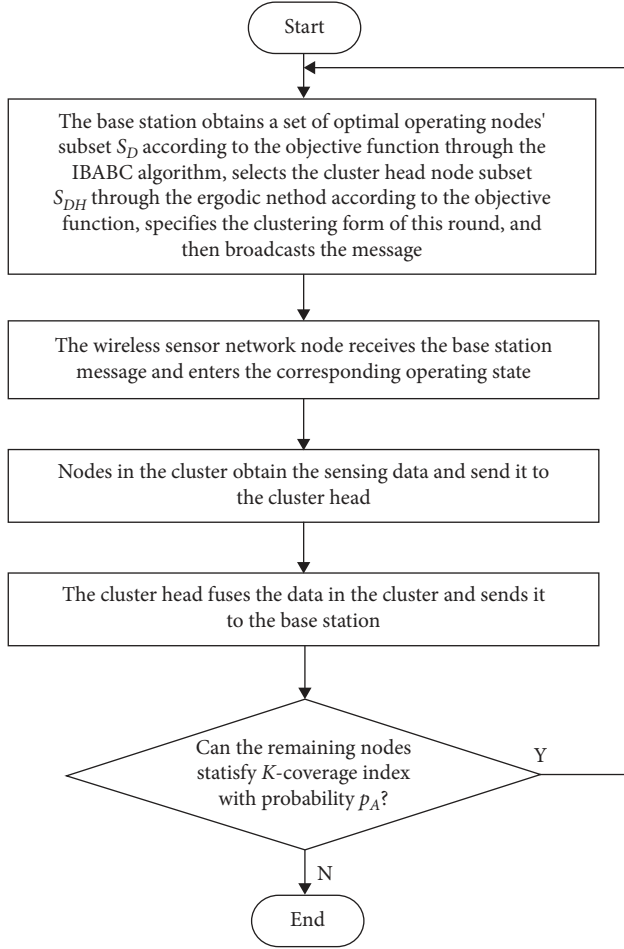 Start
The base station obtains a set of optimal operating nodes'
subset S_D according to the objective function through the
IBABC algorithm, selects the cluster head node subset
S_DH through the ergodic nethod according to the objective
function, specifies the clustering form of this round, and
then broadcasts the message
The wireless sensor network node receives the base station
message and enters the corresponding operating state
Nodes in the cluster obtain the sensing data and send it to
the cluster head
The cluster head fuses the data in the cluster and sends it
to the base station
Can the remaining nodes
statisfy K-coverage index
with probability p_A?
Y
N
End